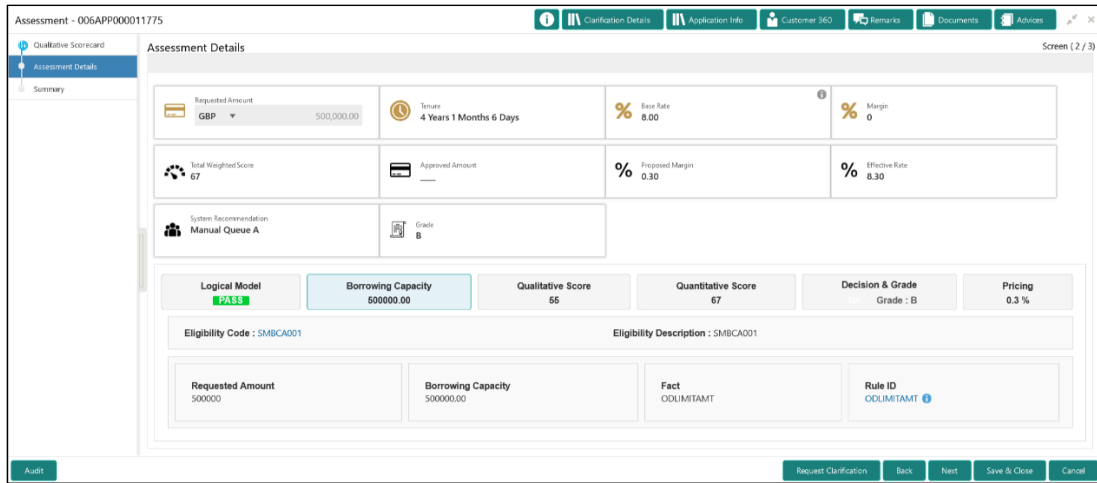 Assessment - 006APP000011775
Clarification Details
Application Info
Customer 360
Remarks
Documents
Advices
Qualitative Scorecard
Assessment Details
Summary
Assessment Details
Screen ( 2 / 3)
Requested Amount
GBP 500,000.00
Tenure
4 Years 1 Months 6 Days
Base Rate
8.00
Margin
0
Total Weighted Score
67
Approved Amount
Proposed Margin
0.30
Effective Rate
8.30
System Recommendation
Manual Queue A
Grade
B
Logical Model
PASS
Borrowing Capacity
500000.00
Qualitative Score
55
Quantitative Score
67
Decision & Grade
Grade : B
Pricing
0.3 %
Eligibility Code : SMBCA001
Eligibility Description : SMBCA001
Requested Amount
500000
Borrowing Capacity
500000.00
Fact
ODLIMITAMT
Rule ID
ODLIMITAMT
Audit
Request Clarification
Back
Next
Save & Close
Cancel